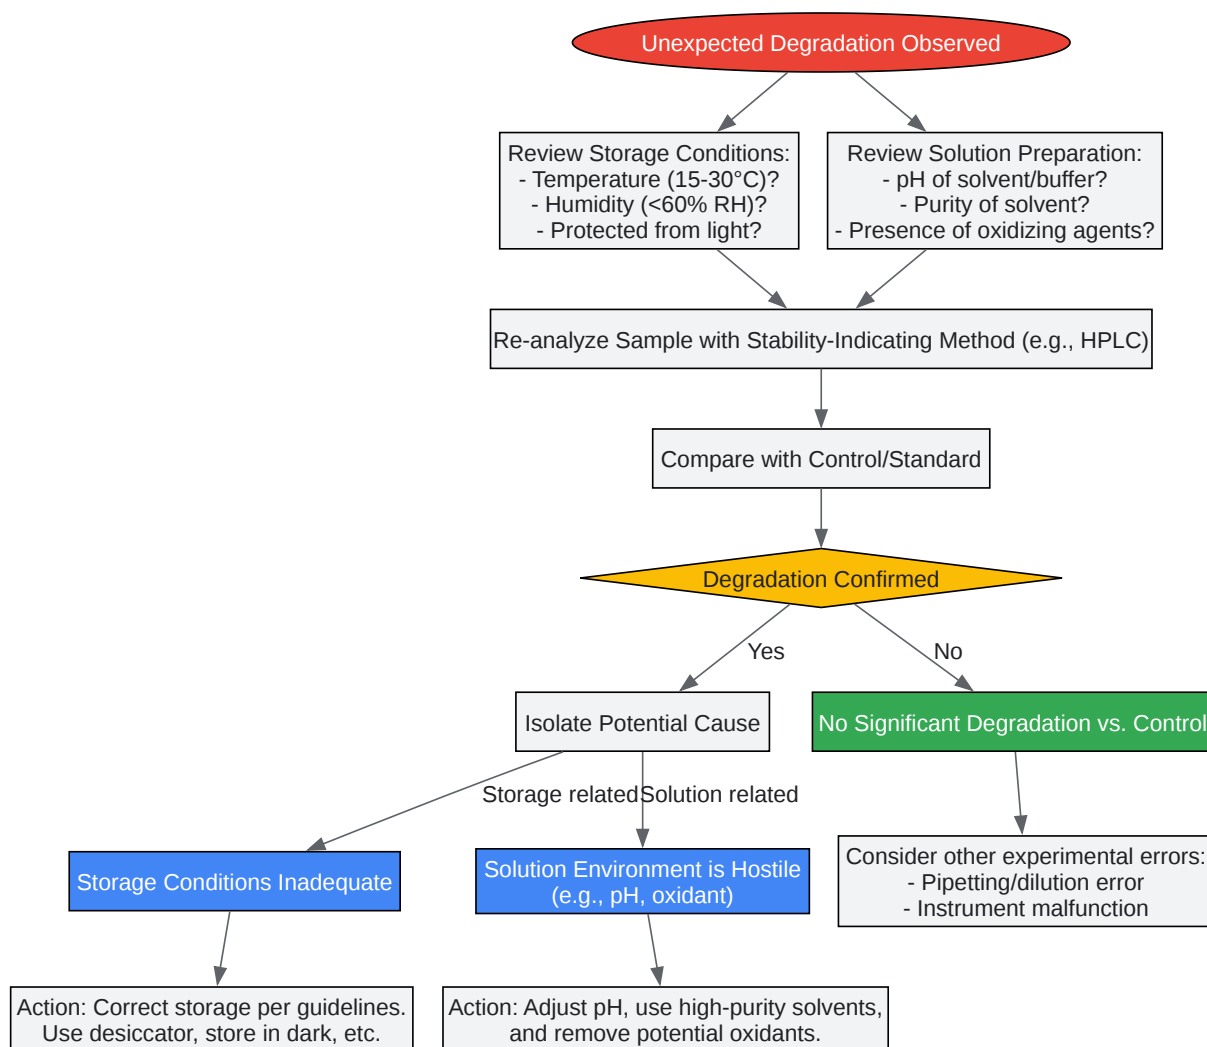 Unexpected Degradation Observed
Review Storage Conditions:
- Temperature (15-30°C)?
- Humidity (<60% RH)?
- Protected from light?
Review Solution Preparation:
- pH of solvent/buffer?
- Purity of solvent?
- Presence of oxidizing agents?
Re-analyze Sample with Stability-Indicating Method (e.g., HPLC)
Compare with Control/Standard
Degradation Confirmed
Yes
No
Isolate Potential Cause
No Significant Degradation vs. Control
Storage related
Solution related
Storage Conditions Inadequate
Solution Environment is Hostile
(e.g., pH, oxidant)
Consider other experimental errors:
- Pipetting/dilution error
- Instrument malfunction
Action: Correct storage per guidelines.
Use desiccator, store in dark, etc.
Action: Adjust pH, use high-purity solvents,
and remove potential oxidants.